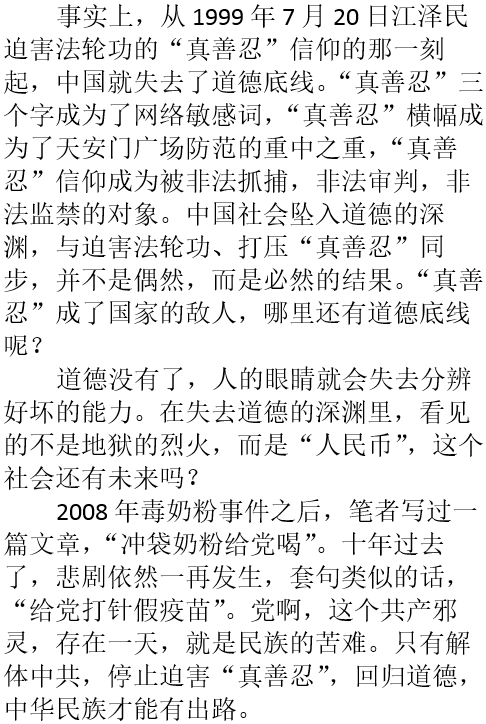 事实上，从 1999 年 7 月 20 日江泽民
迫害法轮功的“真善忍”信仰的那一刻
起，中国就失去了道德底线。“真善忍”三
个字成为了网络敏感词，“真善忍”横幅成
为了天安门广场防范的重中之重，“真善
忍”信仰成为被非法抓捕，非法审判，非
法监禁的对象。中国社会坠入道德的深
渊，与迫害法轮功、打压“真善忍”同
步，并不是偶然，而是必然的结果。“真善
忍”成了国家的敌人，哪里还有道德底线
呢？
道德没有了，人的眼睛就会失去分辨
好坏的能力。在失去道德的深渊里，看见
的不是地狱的烈火，而是“人民币”，这个
社会还有未来吗？
2008 年毒奶粉事件之后，笔者写过一
篇文章，“冲袋奶粉给党喝”。十年过去
了，悲剧依然一再发生，套句类似的话，
“给党打针假疫苗”。党啊，这个共产邪
灵，存在一天，就是民族的苦难。只有解
体中共，停止迫害“真善忍”，回归道德，
中华民族才能有出路。